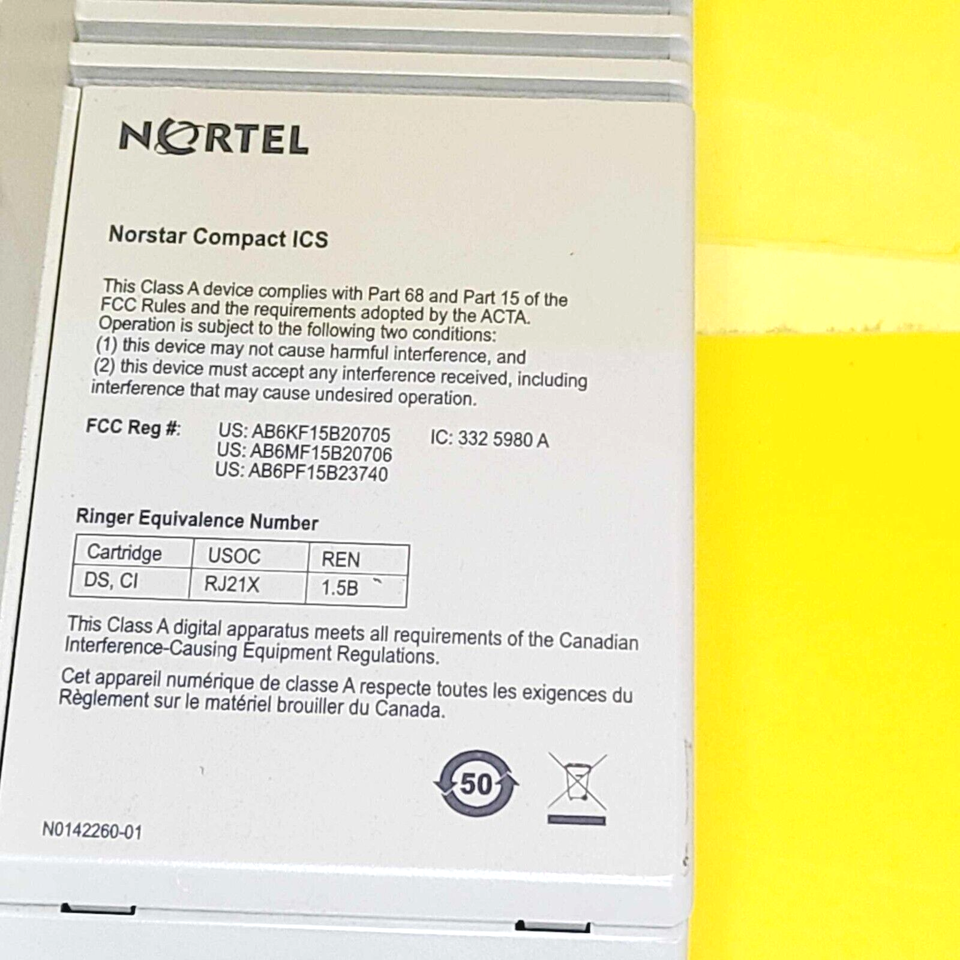 NORTEL
Norstar Compact ICS
This Class A device complies with Part 68 and Part 15 of the
FCC Rules and the requirements adopted by the ACTA.
Operation is subject to the following two conditions:
(1) this device may not cause harmful interference, and
(2) this device must accept any interference received, including
interference that may cause undesired operation.
FCC Reg #: US: AB6KF15B20705 IC: 332 5980 A
US: AB6MF15B20706
US: AB6PF15B23740
Ringer Equivalence Number
Cartridge USOC REN
DS, CI RJ21X 1.5B
This Class A digital apparatus meets all requirements of the Canadian
Interference-Causing Equipment Regulations.
Cet appareil numérique de classe A respecte toutes les exigences du
Règlement sur le matériel brouiller du Canada.
50
N0142260-01